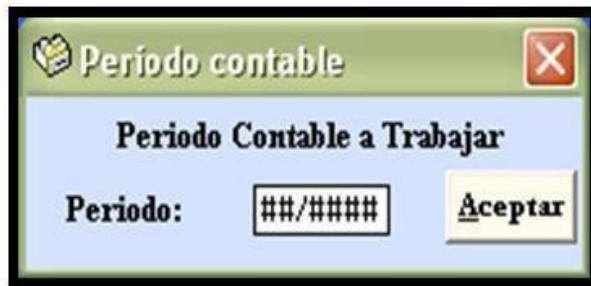 Período contable
Periodo Contable a Trabajar
Periodo: ##/#### Aceptar